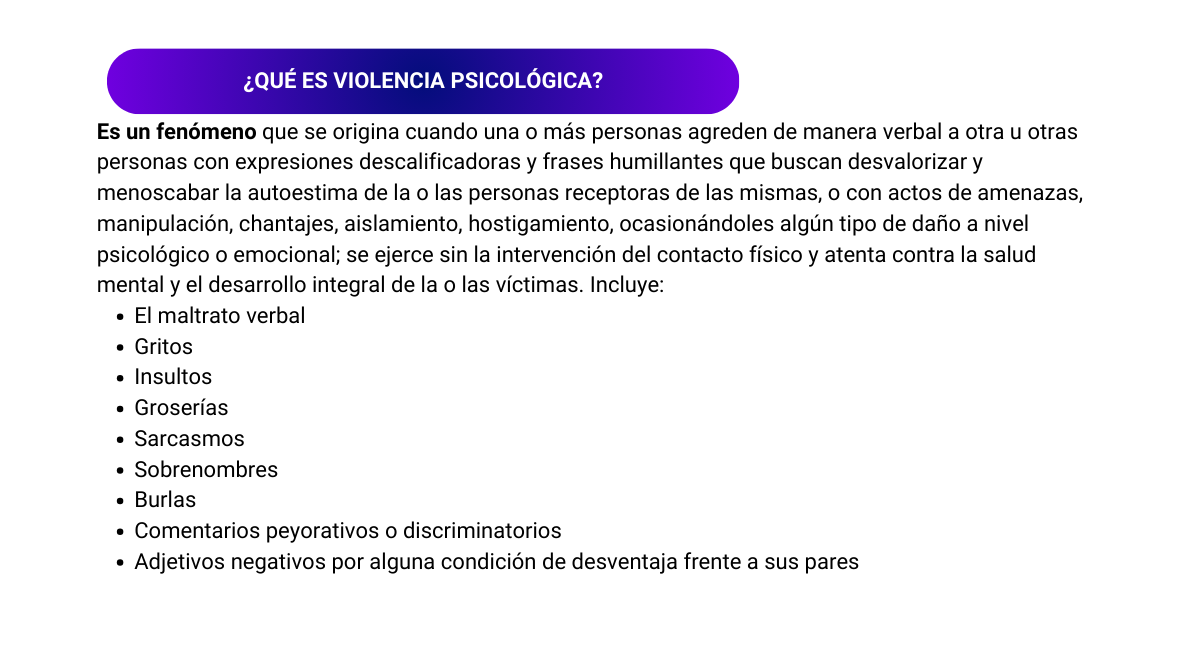 ¿QUÉ ES VIOLENCIA PSICOLÓGICA?
Es un fenómeno que se origina cuando una o más personas agreden de manera verbal a otra u otras
personas con expresiones descalificadoras y frases humillantes que buscan desvalorizar y
menoscabar la autoestima de la o las personas receptoras de las mismas, o con actos de amenazas,
manipulación, chantajes, aislamiento, hostigamiento, ocasionándoles algún tipo de daño a nivel
psicológico o emocional; se ejerce sin la intervención del contacto físico y atenta contra la salud
mental y el desarrollo integral de la o las víctimas. Incluye:
• El maltrato verbal
• Gritos
• Insultos
• Groserías
• Sarcasmos
• Sobrenombres
• Burlas
• Comentarios peyorativos o discriminatorios
• Adjetivos negativos por alguna condición de desventaja frente a sus pares